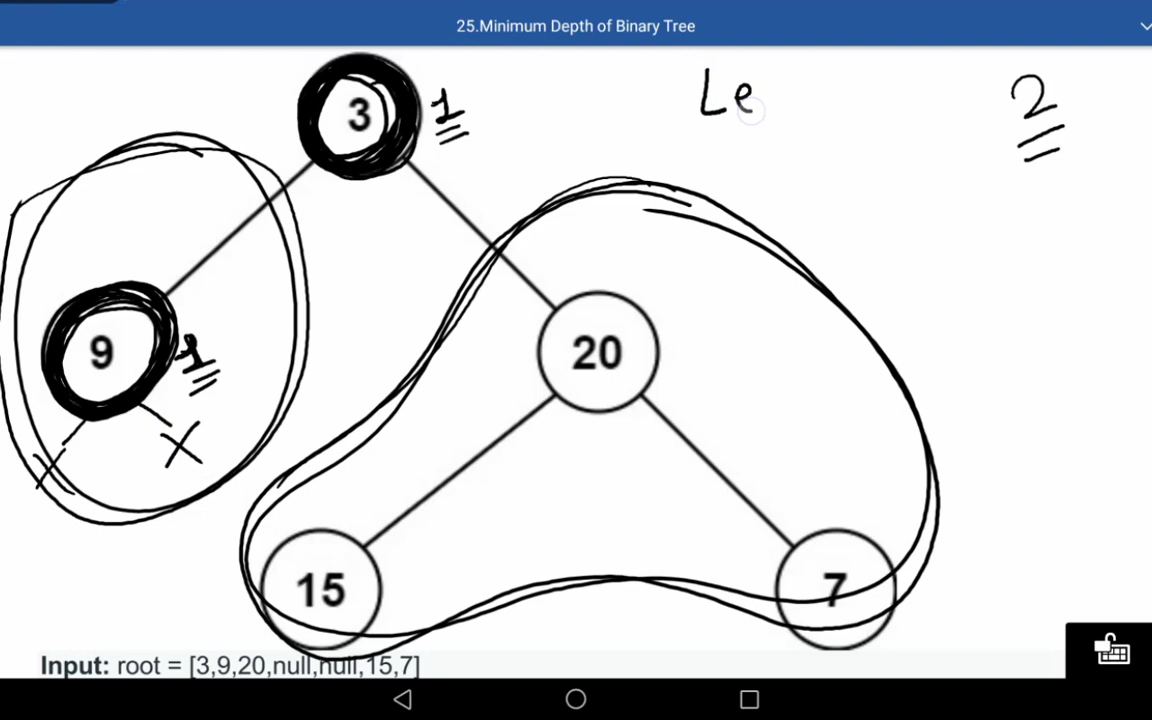 25.Minimum Depth of Binary Tree
3 1 Le 2
9 1 20
X X
15 7
Input: root = [3,9,20,null,null,15,7]